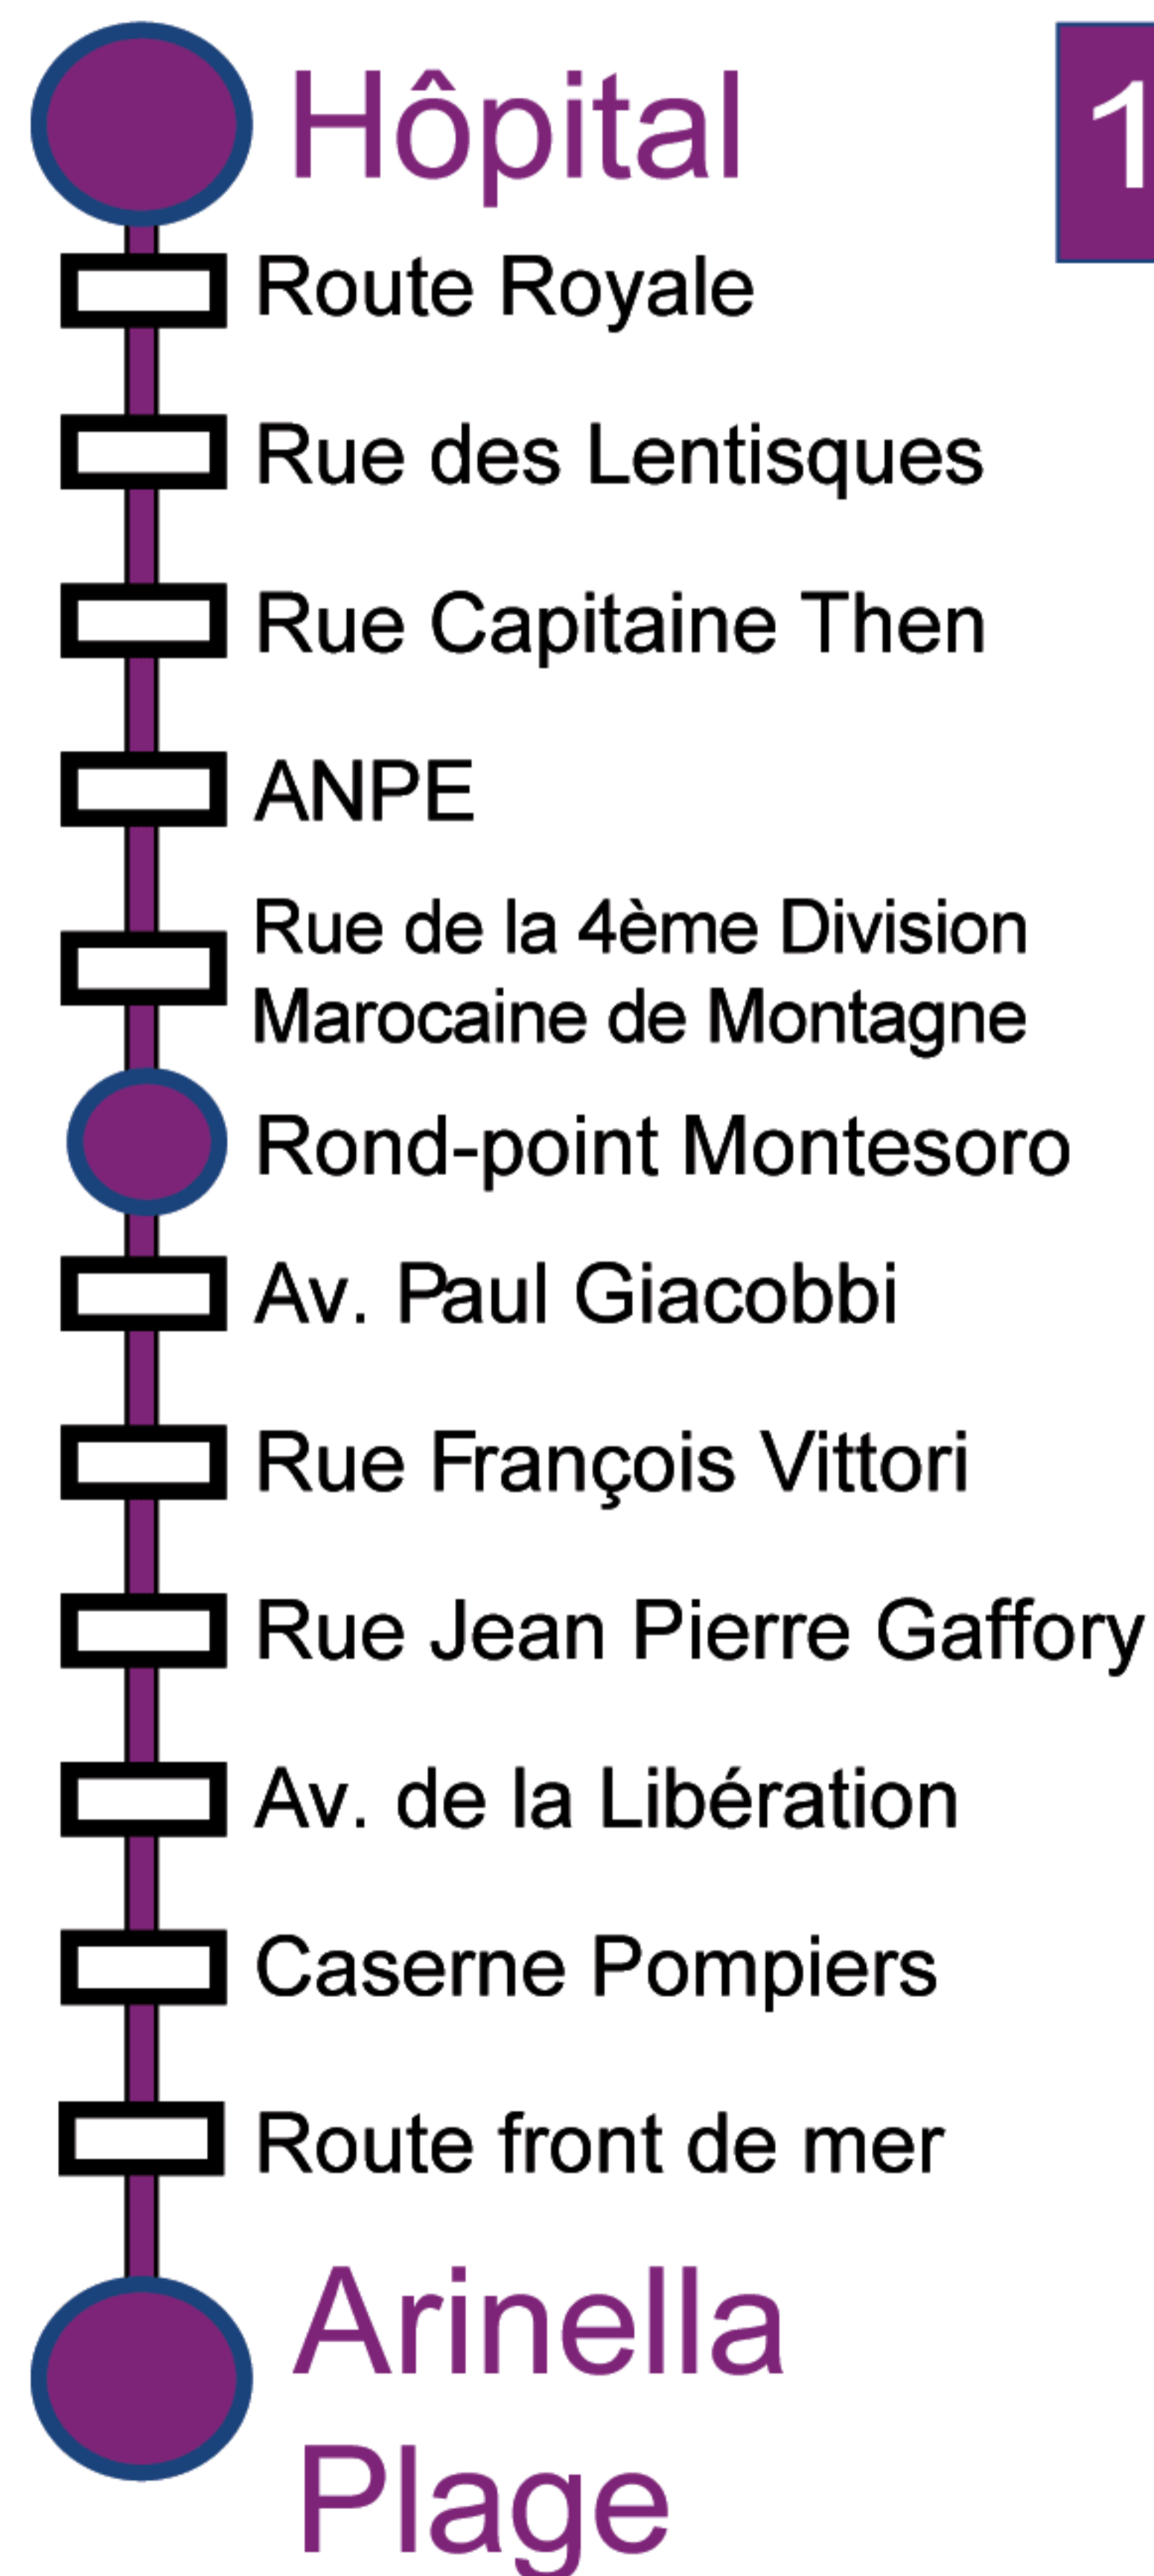 Hôpital
1
Route Royale
Rue des Lentisques
Rue Capitaine Then
ANPE
Rue de la 4ème Division
Marocaine de Montagne
Rond-point Montesoro
Av. Paul Giacobbi
Rue François Vittori
Rue Jean Pierre Gaffory
Av. de la Libération
Caserne Pompiers
Route front de mer
Arinella
Plage